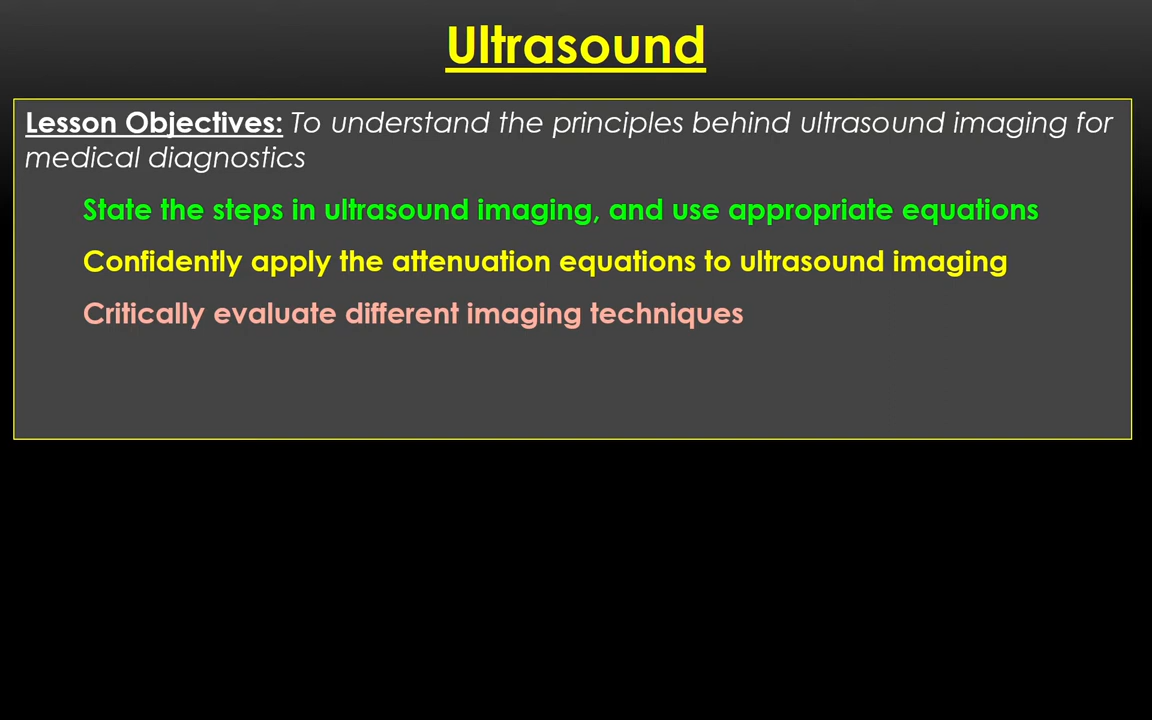 Ultrasound
Lesson Objectives: To understand the principles behind ultrasound imaging for
medical diagnostics
State the steps in ultrasound imaging, and use appropriate equations
Confidently apply the attenuation equations to ultrasound imaging
Critically evaluate different imaging techniques